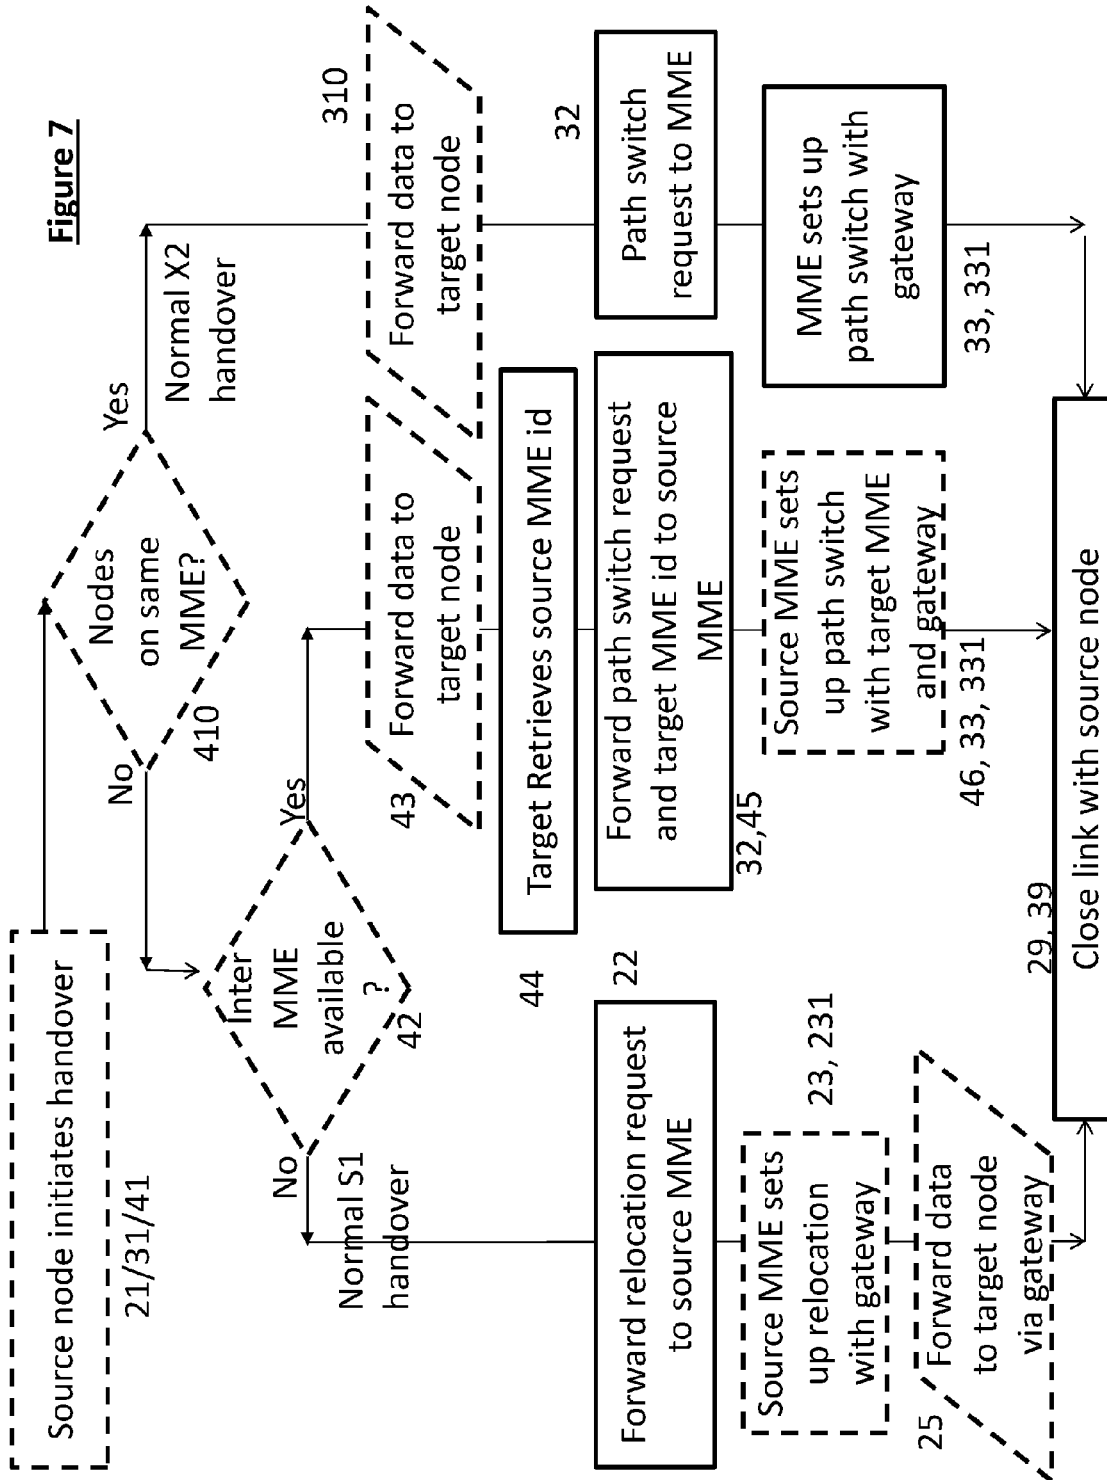 Figure 7
Source node initiates handover
21/31/41
Nodes
on same
MME?
410
Yes
Normal X2
handover
No
Inter
MME
available
?
42
Yes
No
Normal S1
handover
Forward data to
target node
310
Path switch
request to MME
32
MME sets up
path switch with
gateway
33, 331
Forward data to
target node
43
Target Retrieves source MME id
44
Forward path switch request
and target MME id to source
MME
32,45
Source MME sets
up path switch
with target MME
and gateway
46, 33, 331
Forward relocation request
to source MME
22
Source MME sets
up relocation
with gateway
23, 231
Forward data
to target node
via gateway
25
29, 39
Close link with source node